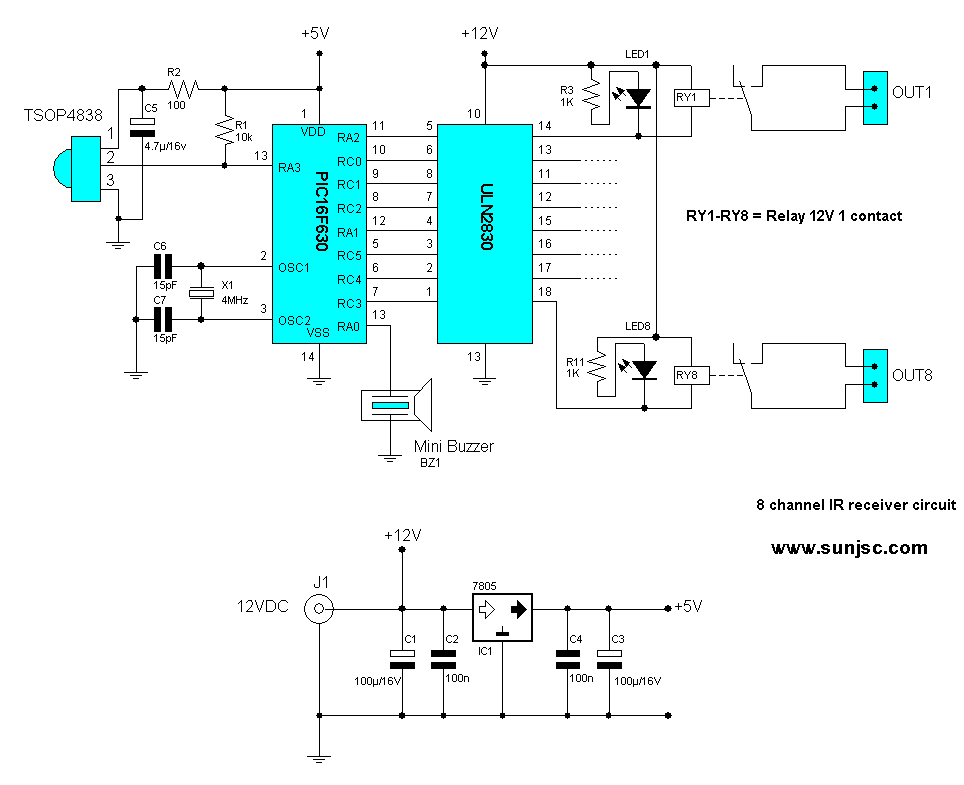 +5V
+12V
LED1
R2
100
R3
1K
RY1
OUT1
TSOP4838
C5
4.7µ/16v
R1
10k
1
2
3
1
VDD
10
13
RA3
RA2
RC0
RC1
RC2
RA1
RC5
RC4
RC3
RA0
PIC16F630
11
10
9
8
12
5
6
7
13
5
6
8
7
4
3
2
1
ULN2830
14
13
11
12
15
16
17
18
RY1-RY8 = Relay 12V 1 contact
C6
15pF
C7
15pF
X1
4MHz
2
OSC1
3
OSC2
VSS
14
13
LED8
R11
1K
RY8
OUT8
Mini Buzzer
BZ1
8 channel IR receiver circuit
www.sunjsc.com
+12V
J1
12VDC
7805
IC1
+5V
C1
100µ/16V
C2
100n
C4
100n
C3
100µ/16V